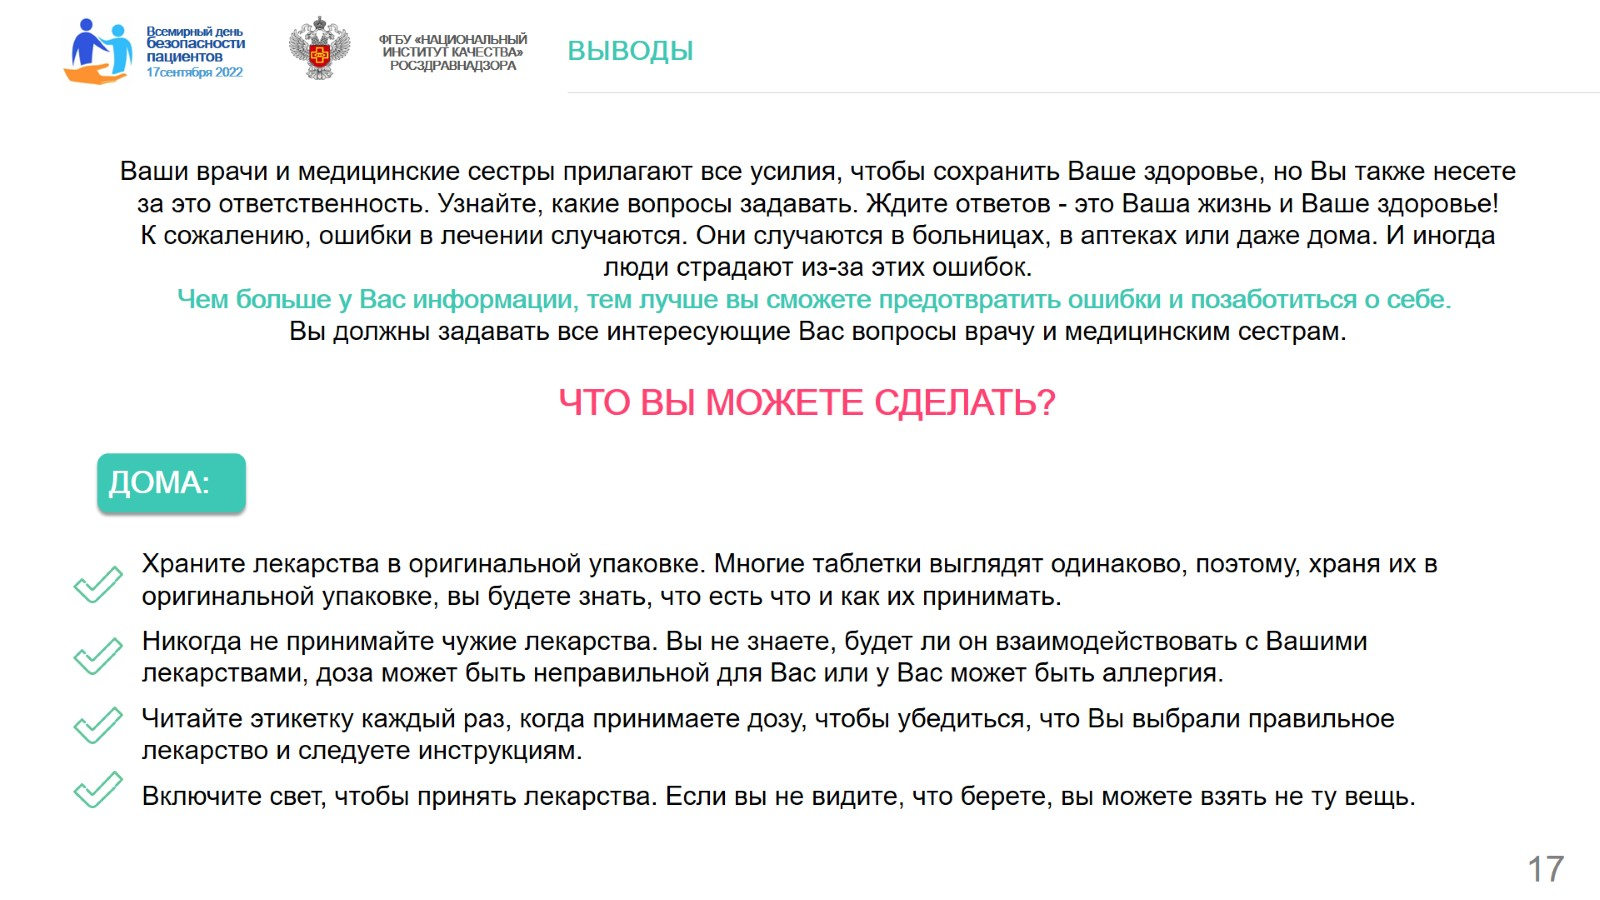 Всемирный день
безопасности
пациентов
17сентября 2022
ФГБУ «НАЦИОНАЛЬНЫЙ
ИНСТИТУТ КАЧЕСТВА»
РОСЗДРАВНАДЗОРА
ВЫВОДЫ
Ваши врачи и медицинские сестры прилагают все усилия, чтобы сохранить Ваше здоровье, но Вы также несете
за это ответственность. Узнайте, какие вопросы задавать. Ждите ответов - это Ваша жизнь и Ваше здоровье!
К сожалению, ошибки в лечении случаются. Они случаются в больницах, в аптеках или даже дома. И иногда
люди страдают из-за этих ошибок.
Чем больше у Вас информации, тем лучше вы сможете предотвратить ошибки и позаботиться о себе.
Вы должны задавать все интересующие Вас вопросы врачу и медицинским сестрам.
ЧТО ВЫ МОЖЕТЕ СДЕЛАТЬ?
ДОМА:
Храните лекарства в оригинальной упаковке. Многие таблетки выглядят одинаково, поэтому, храня их в
оригинальной упаковке, вы будете знать, что есть что и как их принимать.
Никогда не принимайте чужие лекарства. Вы не знаете, будет ли он взаимодействовать с Вашими
лекарствами, доза может быть неправильной для Вас или у Вас может быть аллергия.
Читайте этикетку каждый раз, когда принимаете дозу, чтобы убедиться, что Вы выбрали правильное
лекарство и следуете инструкциям.
Включите свет, чтобы принять лекарства. Если вы не видите, что берете, вы можете взять не ту вещь.
17